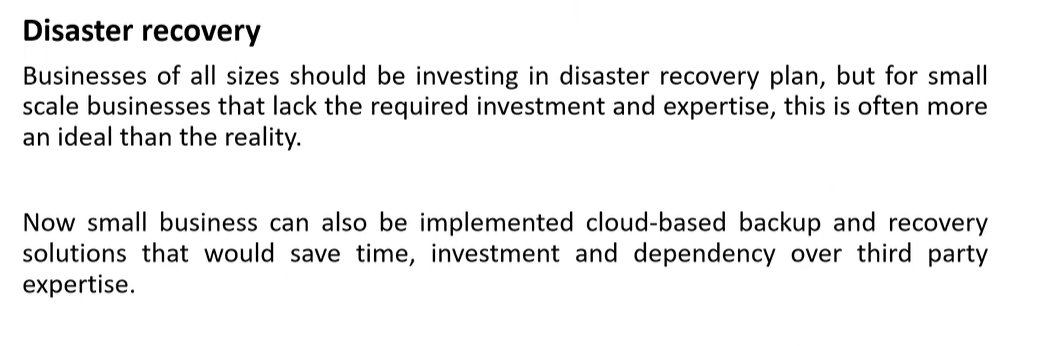 Disaster recovery
Businesses of all sizes should be investing in disaster recovery plan, but for small
scale businesses that lack the required investment and expertise, this is often more
an ideal than the reality.
Now small business can also be implemented cloud-based backup and recovery
solutions that would save time, investment and dependency over third party
expertise.